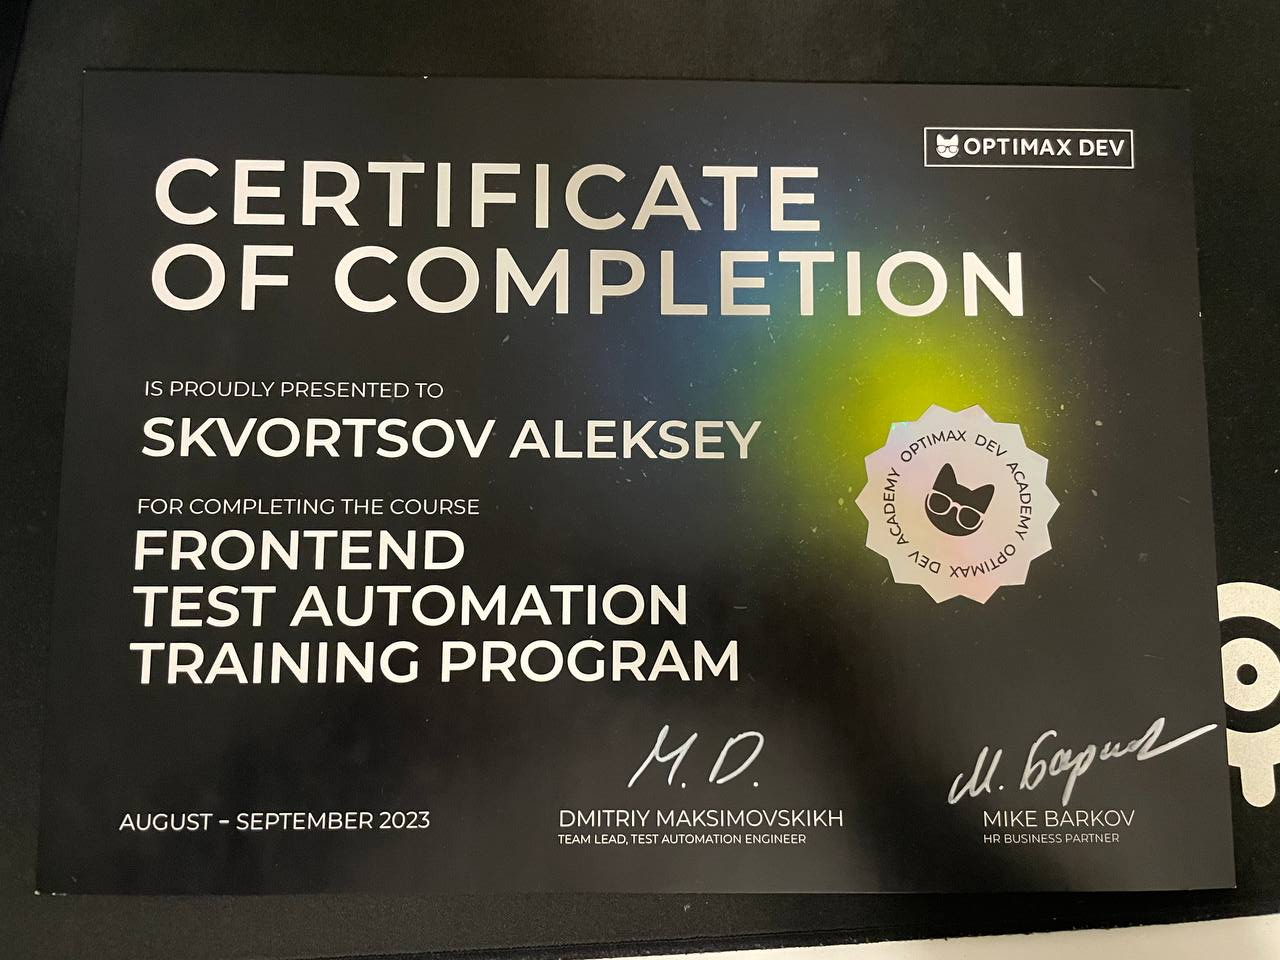 OPTIMAX DEV
CERTIFICATE
OF COMPLETION
IS PROUDLY PRESENTED TO
SKVORTSOV ALEKSEY
OPTIMAX DEV ACADEMY OPTIMAX DEV ACADEMY
FOR COMPLETING THE COURSE
FRONTEND
TEST AUTOMATION
TRAINING PROGRAM
M. D.
М. Барков
AUGUST – SEPTEMBER 2023
DMITRIY MAKSIMOVSKIKH
TEAM LEAD, TEST AUTOMATION ENGINEER
MIKE BARKOV
HR BUSINESS PARTNER